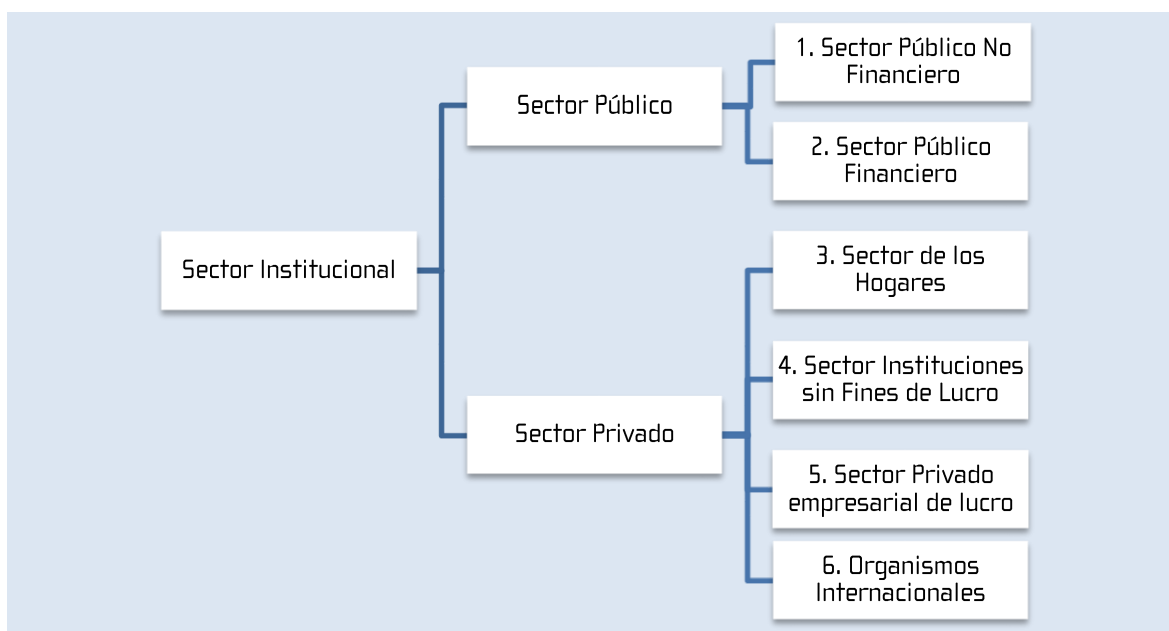 1. Sector Público No
Financiero
Sector Público
2. Sector Público
Financiero
Sector Institucional
3. Sector de los
Hogares
4. Sector Instituciones
sin Fines de Lucro
Sector Privado
5. Sector Privado
empresarial de lucro
6. Organismos
Internacionales